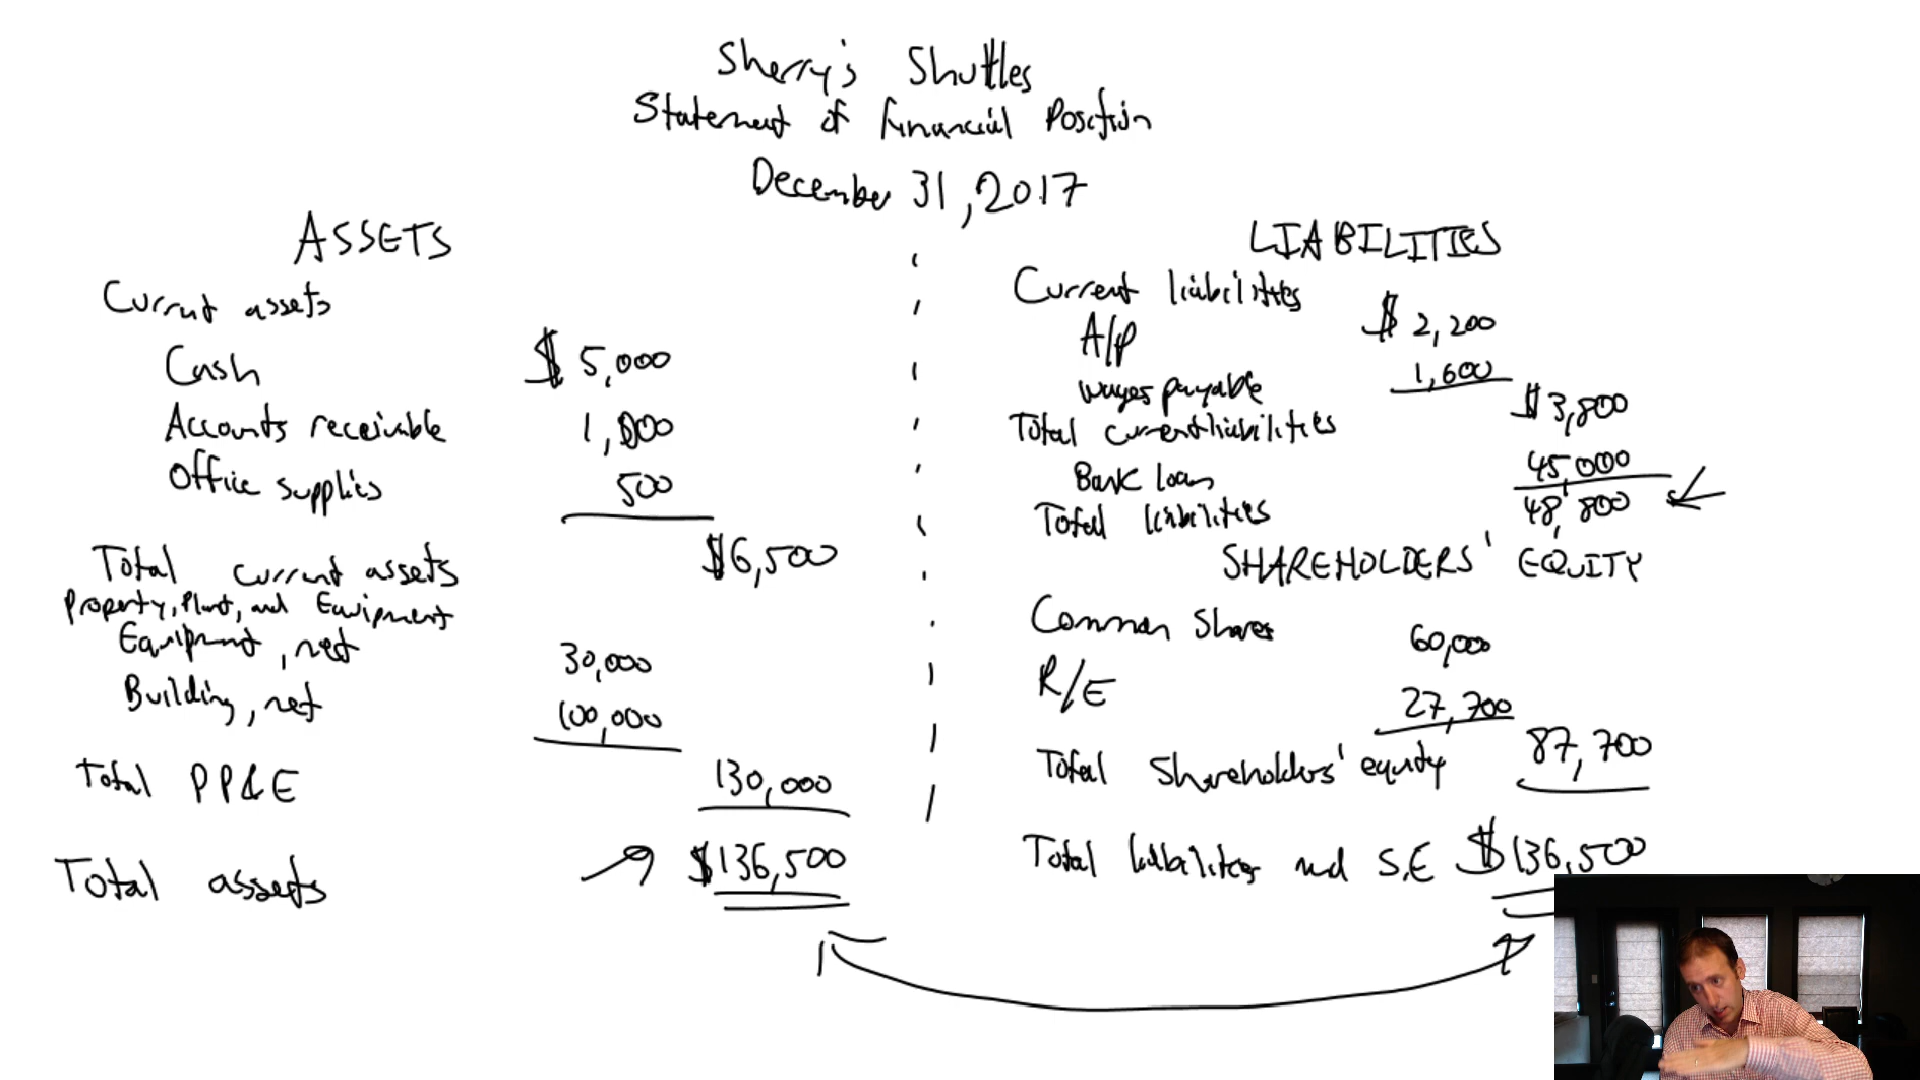 Sherry's Shuttles
Statement of Financial Position
December 31, 2017
ASSETS
Current assets
Cash $ 5,000
Accounts receivable 1,000
Office supplies 500
Total current assets $6,500
Property, Plant, and Equipment
Equipment, net 30,000
Building, net 100,000
Total PP&E 130,000
Total assets $136,500
LIABILITIES
Current liabilities
A/P $ 2,200
Wages payable 1,600
Total current liabilities $3,800
Bank loan 45,000
Total liabilities 48,800
SHAREHOLDERS' EQUITY
Common Shares 60,000
R/E 27,700
Total Shareholders' equity 87,700
Total liabilities and S.E $136,500